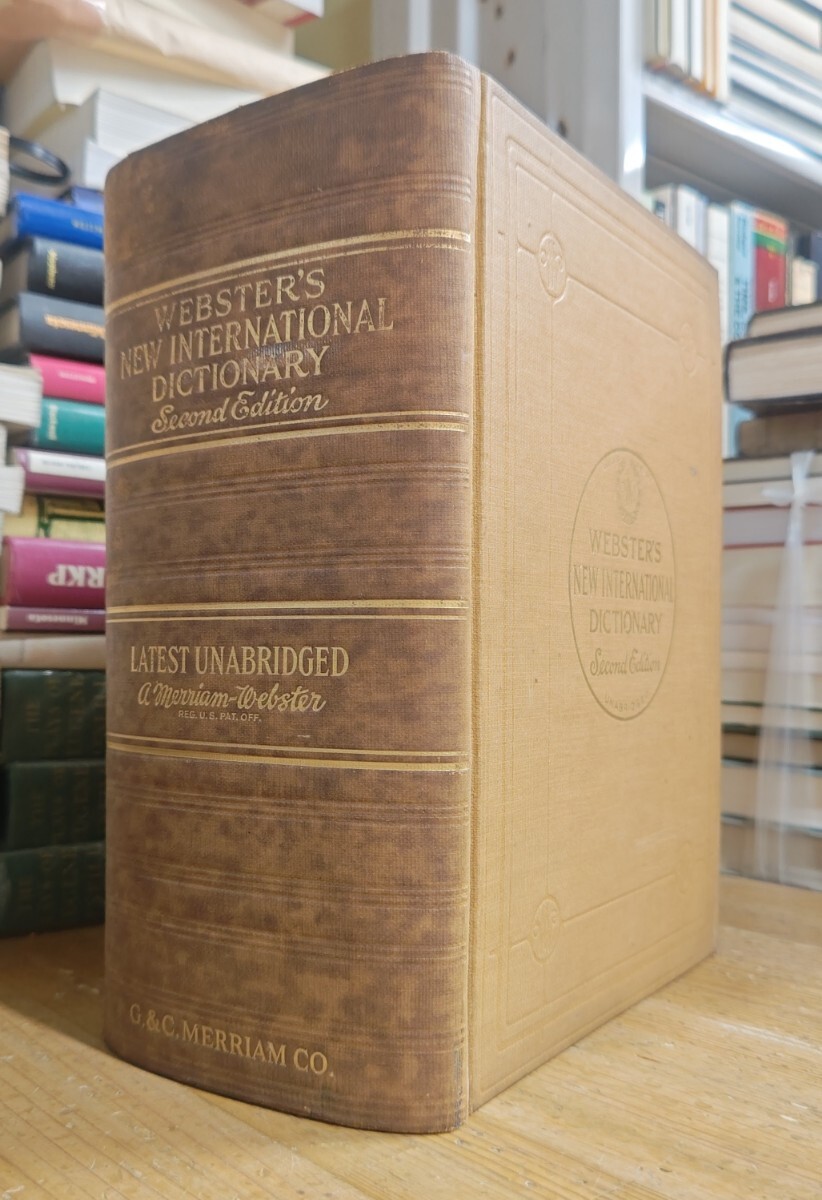 WEBSTER'S
NEW INTERNATIONAL
DICTIONARY
Second Edition
LATEST UNABRIDGED
A Merriam-Webster
REG. U. S. PAT. OFF.
G. & C. MERRIAM CO.
WEBSTER'S
NEW INTERNATIONAL
DICTIONARY
Second Edition
RKP
Minnesota